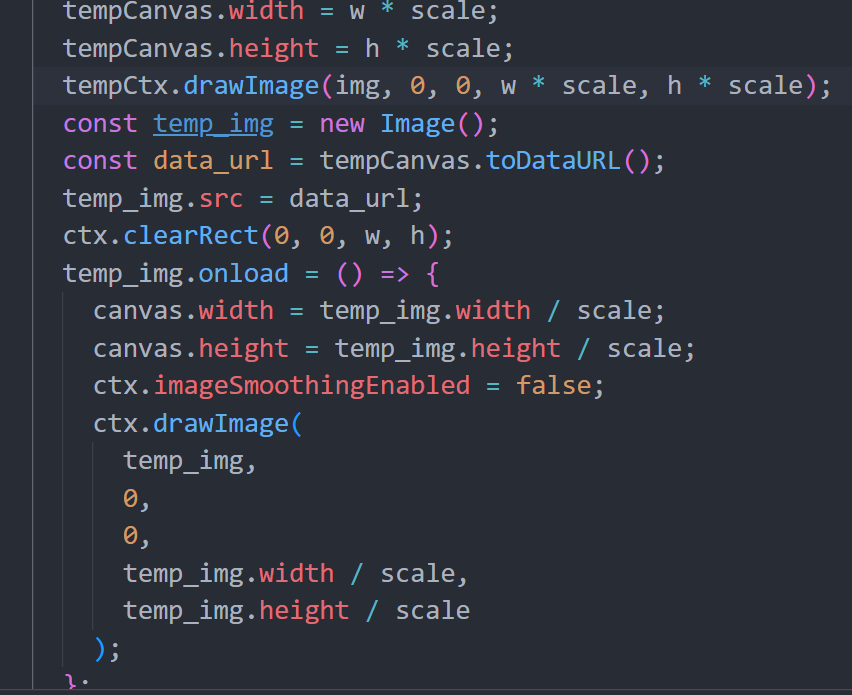 tempCanvas.width = w * scale;
tempCanvas.height = h * scale;
tempCtx.drawImage(img, 0, 0, w * scale, h * scale);
const temp_img = new Image();
const data_url = tempCanvas.toDataURL();
temp_img.src = data_url;
ctx.clearRect(0, 0, w, h);
temp_img.onload = () => {
canvas.width = temp_img.width / scale;
canvas.height = temp_img.height / scale;
ctx.imageSmoothingEnabled = false;
ctx.drawImage(
temp_img,
0,
0,
temp_img.width / scale,
temp_img.height / scale
);
};